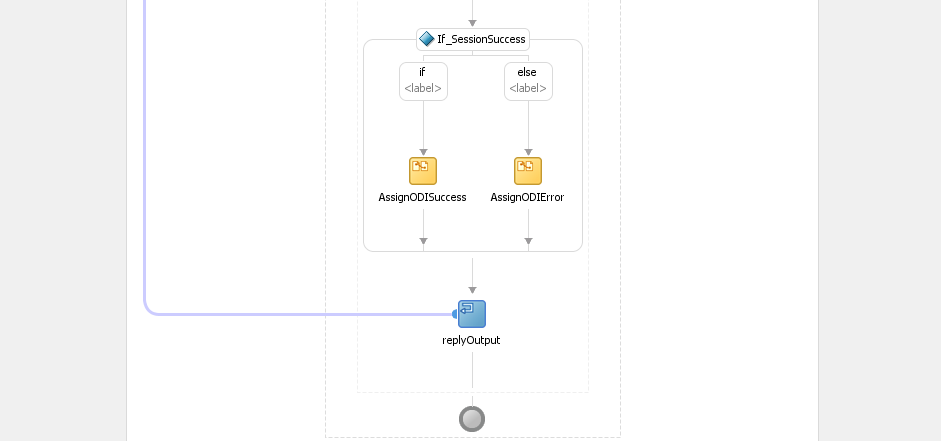 If_SessionSuccess
if
<label>
else
<label>
AssignODISuccess
AssignODIError
replyOutput